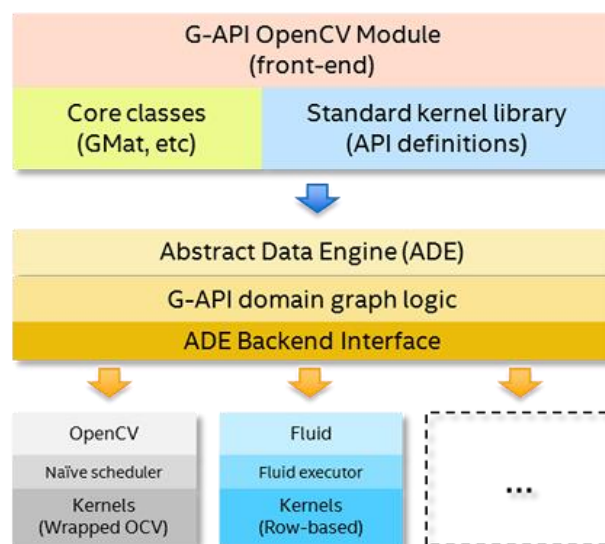 G-API OpenCV Module
(front-end)
Core classes
(GMat, etc)
Standard kernel library
(API definitions)
Abstract Data Engine (ADE)
G-API domain graph logic
ADE Backend Interface
OpenCV
Naïve scheduler
Kernels
(Wrapped OCV)
Fluid
Fluid executor
Kernels
(Row-based)
...